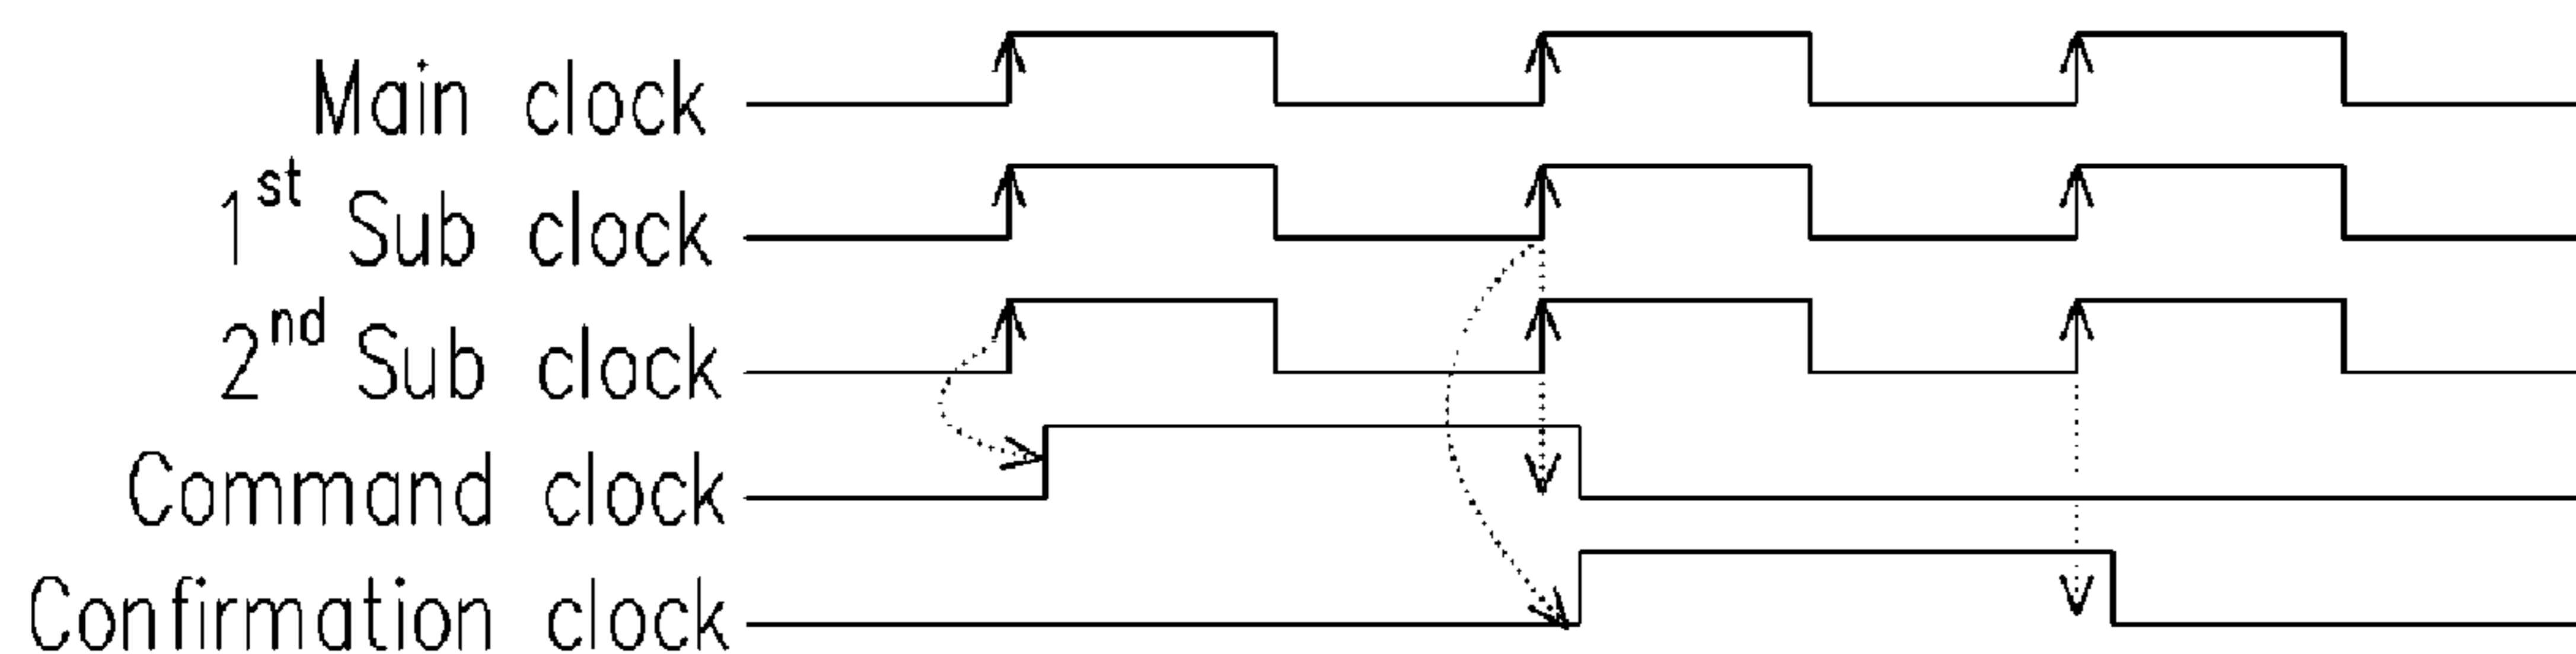 Main clock
1st Sub clock
2nd Sub clock
Command clock
Confirmation clock